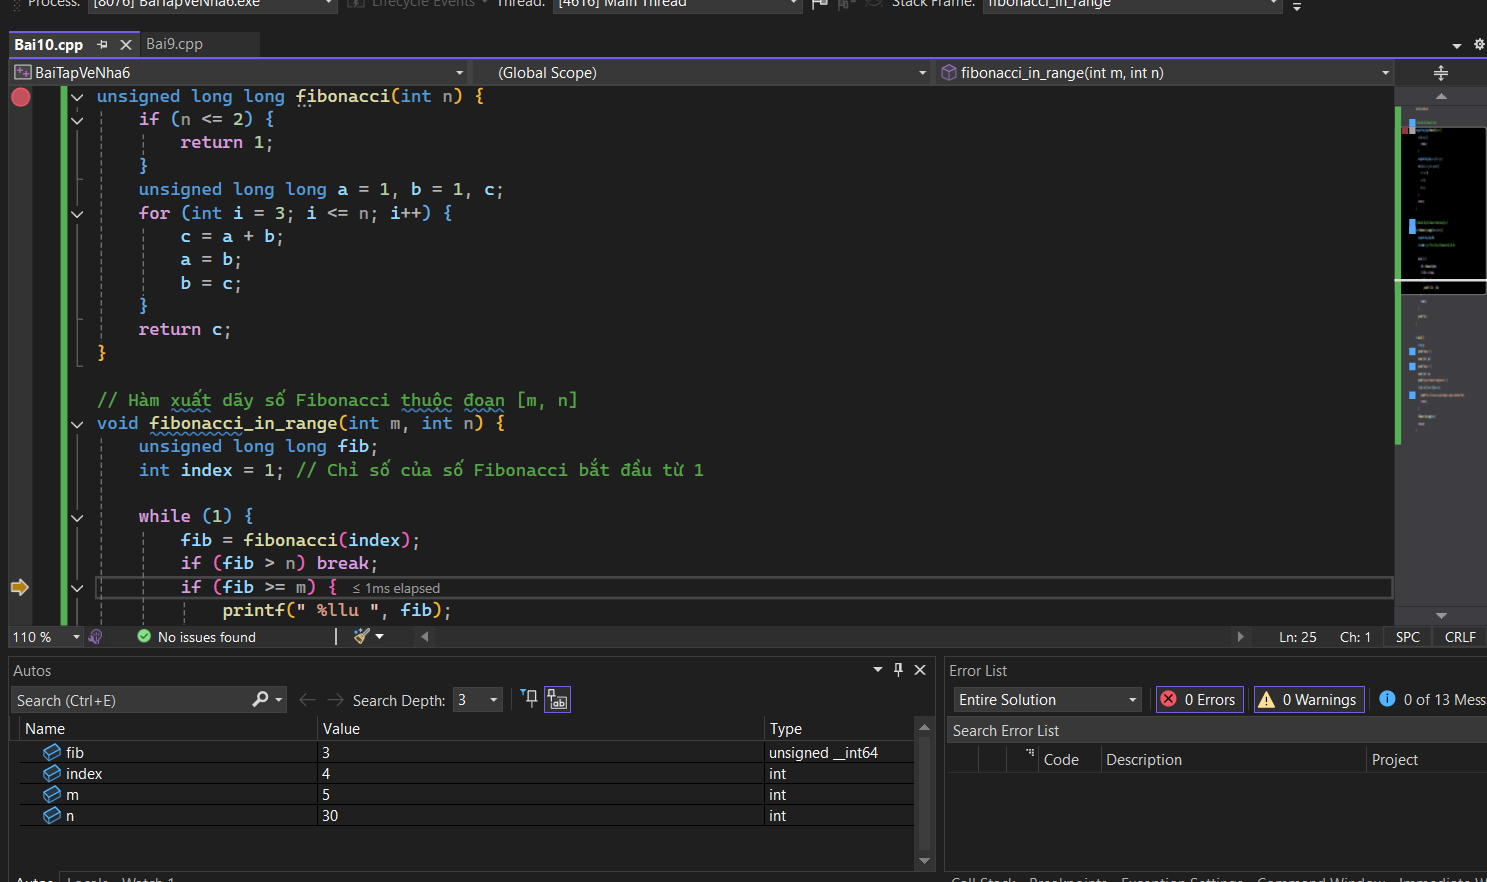 Process: [8076] BaiTapVeNha6.exe Lifecycle Events Thread: [4616] Main Thread Stack Frame: fibonacci_in_range
Bai10.cpp Bai9.cpp
BaiTapVeNha6 (Global Scope) fibonacci_in_range(int m, int n)
unsigned long long fibonacci(int n) {
if (n <= 2) {
return 1;
}
unsigned long long a = 1, b = 1, c;
for (int i = 3; i <= n; i++) {
c = a + b;
a = b;
b = c;
}
return c;
}
// Hàm xuất dãy số Fibonacci thuộc đoạn [m, n]
void fibonacci_in_range(int m, int n) {
unsigned long long fib;
int index = 1; // Chỉ số của số Fibonacci bắt đầu từ 1
while (1) {
fib = fibonacci(index);
if (fib > n) break;
if (fib >= m) { ≤ 1ms elapsed
printf(" %llu ", fib);
110 % No issues found Ln: 25 Ch: 1 SPC CRLF
Autos
Search (Ctrl+E) Search Depth: 3
Name Value Type
fib 3 unsigned __int64
index 4 int
m 5 int
n 30 int
Autos Locals Watch 1
Error List
Entire Solution 0 Errors 0 Warnings 0 of 13 Mess
Search Error List
Code Description Project
Call Stack Breakpoints Exception Settings Command Window Immediate W